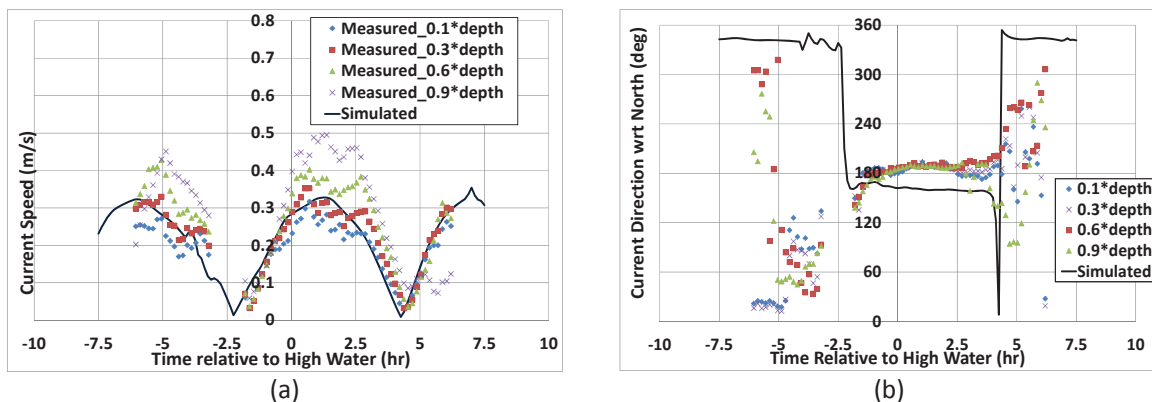 0.8
0.7
0.6
0.5
0.4
0.3
0.2
0.1
0
Current Speed (m/s)
Measured_0.1*depth
Measured_0.3*depth
Measured_0.6*depth
Measured_0.9*depth
Simulated
-10 -7.5 -5 -2.5 0 2.5 5 7.5 10
Time relative to High Water (hr)
(a)
360
300
240
180
120
60
0
Current Direction wrt North (deg)
0.1*depth
0.3*depth
0.6*depth
0.9*depth
Simulated
-10 -7.5 -5 -2.5 0 2.5 5 7.5 10
Time Relative to High Water (hr)
(b)